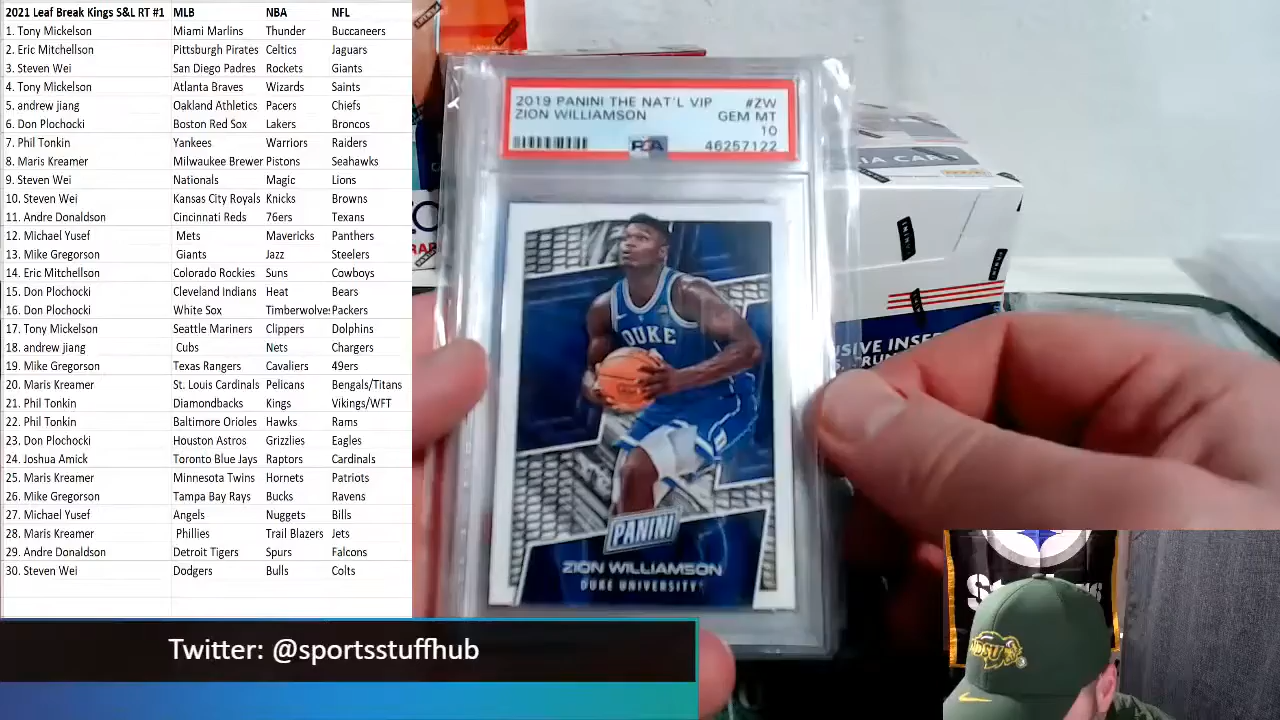 2021 Leaf Break Kings S&L RT #1 MLB NBA NFL
1. Tony Mickelson Miami Marlins Thunder Buccaneers
2. Eric Mitchellson Pittsburgh Pirates Celtics Jaguars
3. Steven Wei San Diego Padres Rockets Giants
4. Tony Mickelson Atlanta Braves Wizards Saints
5. andrew jiang Oakland Athletics Pacers Chiefs
6. Don Plochocki Boston Red Sox Lakers Broncos
7. Phil Tonkin Yankees Warriors Raiders
8. Maris Kreamer Milwaukee Brewer Pistons Seahawks
9. Steven Wei Nationals Magic Lions
10. Steven Wei Kansas City Royals Knicks Browns
11. Andre Donaldson Cincinnati Reds 76ers Texans
12. Michael Yusef Mets Mavericks Panthers
13. Mike Gregorson Giants Jazz Steelers
14. Eric Mitchellson Colorado Rockies Suns Cowboys
15. Don Plochocki Cleveland Indians Heat Bears
16. Don Plochocki White Sox Timberwolve Packers
17. Tony Mickelson Seattle Mariners Clippers Dolphins
18. andrew jiang Cubs Nets Chargers
19. Mike Gregorson Texas Rangers Cavaliers 49ers
20. Maris Kreamer St. Louis Cardinals Pelicans Bengals/Titans
21. Phil Tonkin Diamondbacks Kings Vikings/WFT
22. Phil Tonkin Baltimore Orioles Hawks Rams
23. Don Plochocki Houston Astros Grizzlies Eagles
24. Joshua Amick Toronto Blue Jays Raptors Cardinals
25. Maris Kreamer Minnesota Twins Hornets Patriots
26. Mike Gregorson Tampa Bay Rays Bucks Ravens
27. Michael Yusef Angels Nuggets Bills
28. Maris Kreamer Phillies Trail Blazers Jets
29. Andre Donaldson Detroit Tigers Spurs Falcons
30. Steven Wei Dodgers Bulls Colts
2019 PANINI THE NAT'L VIP #ZW
ZION WILLIAMSON GEM MT
10
PSA 46257122
DUKE
PANINI
ZION WILLIAMSON
DUKE UNIVERSITY
CARD
SIVE INSE
Steelers
NDSU
Twitter: @sportsstuffhub